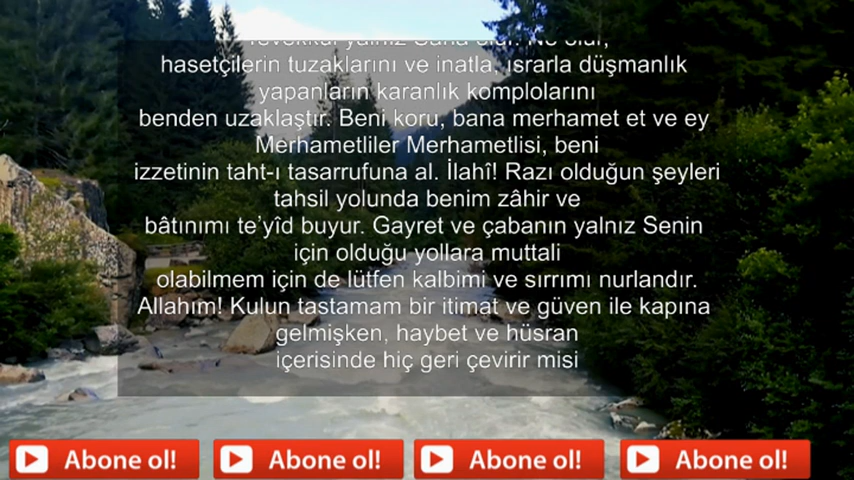 hasetçilerin tuzaklarını ve inatla, ısrarla düşmanlık
yapanların karanlık komplolarını
benden uzaklaştır. Beni koru, bana merhamet et ve ey
Merhametliler Merhametlisi, beni
izzetinin taht-ı tasarrufuna al. İlahî! Razı olduğun şeyleri
tahsil yolunda benim zâhir ve
bâtınımı te’yîd buyur. Gayret ve çabanın yalnız Senin
için olduğu yollara muttali
olabilmem için de lütfen kalbimi ve sırrımı nurlandır.
Allahım! Kulun tastamam bir itimat ve güven ile kapına
gelmişken, haybet ve hüsran
içerisinde hiç geri çevirir misi
Abone ol! Abone ol! Abone ol! Abone ol!